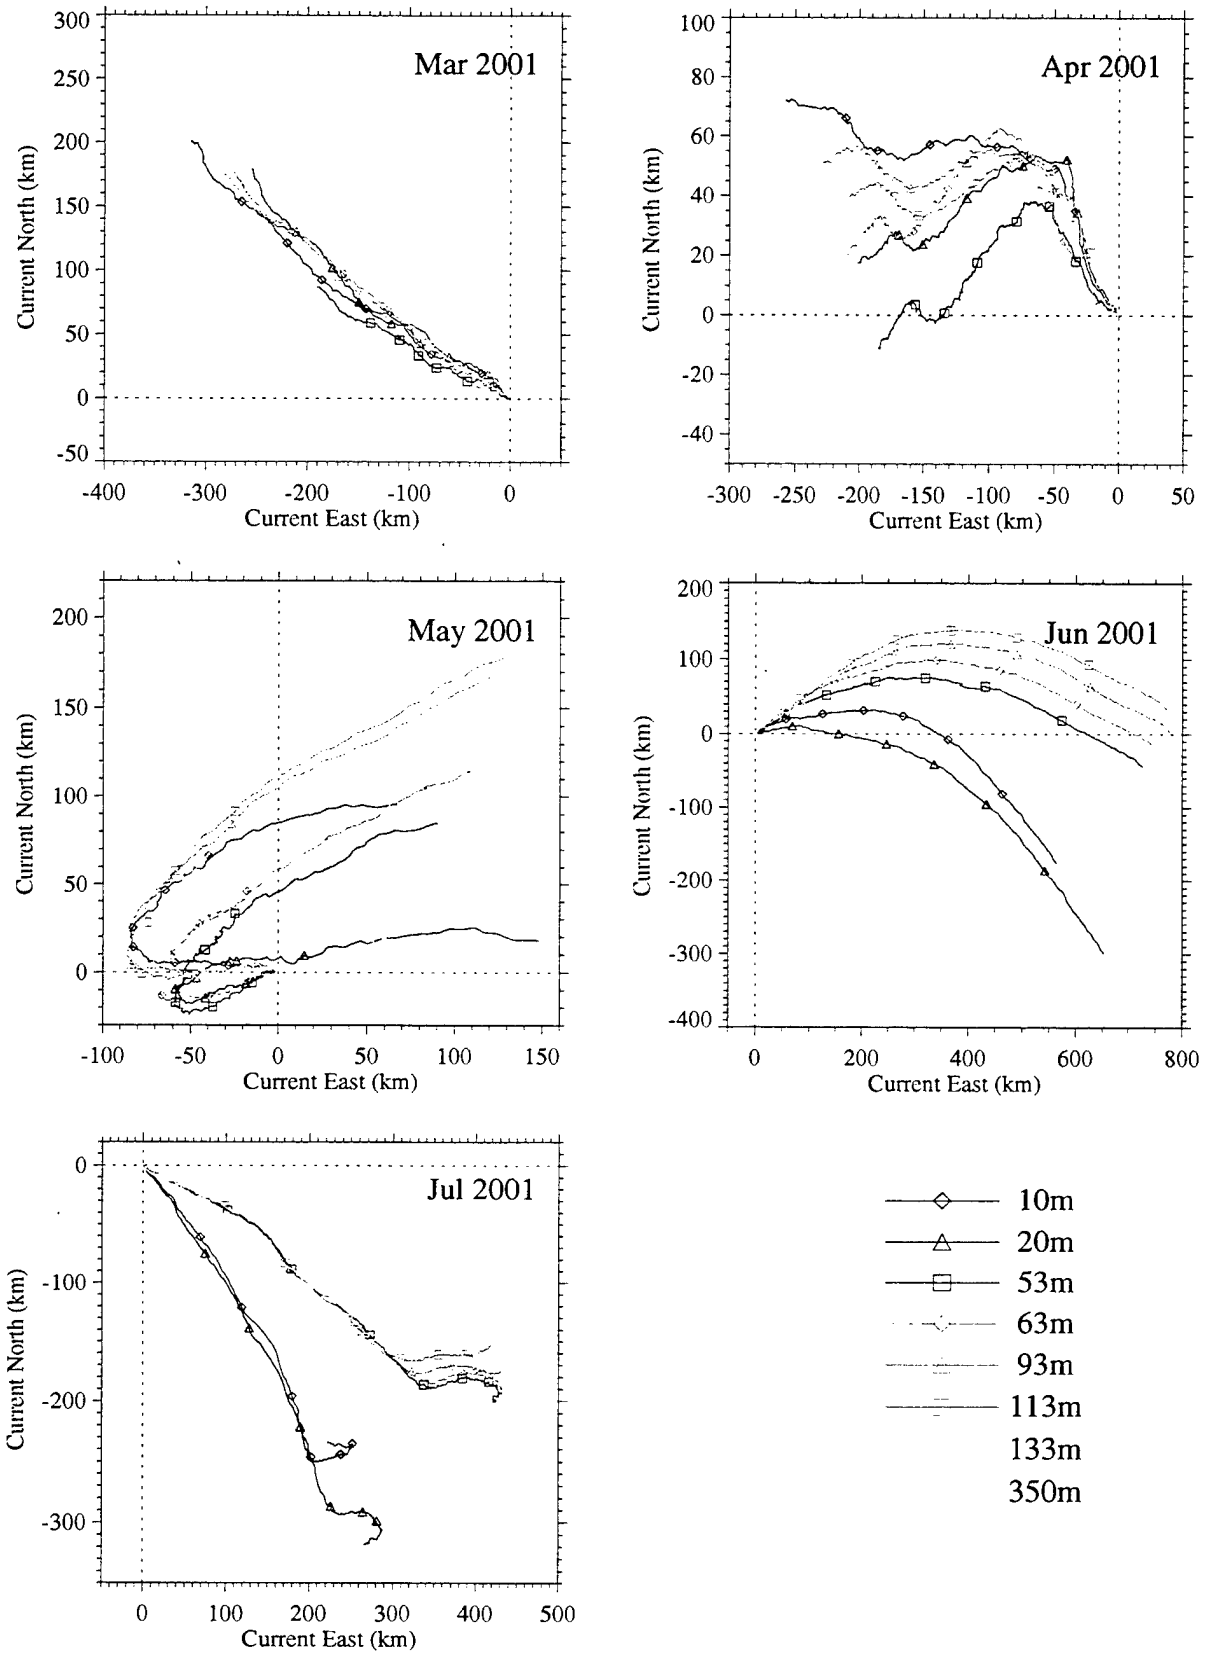 Mar 2001
300
250
200
150
100
50
0
-50
Current North (km)
-400 -300 -200 -100 0
Current East (km)
Apr 2001
100
80
60
40
20
0
-20
-40
Current North (km)
-300 -250 -200 -150 -100 -50 0 50
Current East (km)
May 2001
200
150
100
50
0
Current North (km)
-100 -50 0 50 100 150
Current East (km)
Jun 2001
200
100
0
-100
-200
-300
-400
Current North (km)
0 200 400 600 800
Current East (km)
Jul 2001
0
-100
-200
-300
Current North (km)
0 100 200 300 400 500
Current East (km)
10m
20m
53m
63m
93m
113m
133m
350m